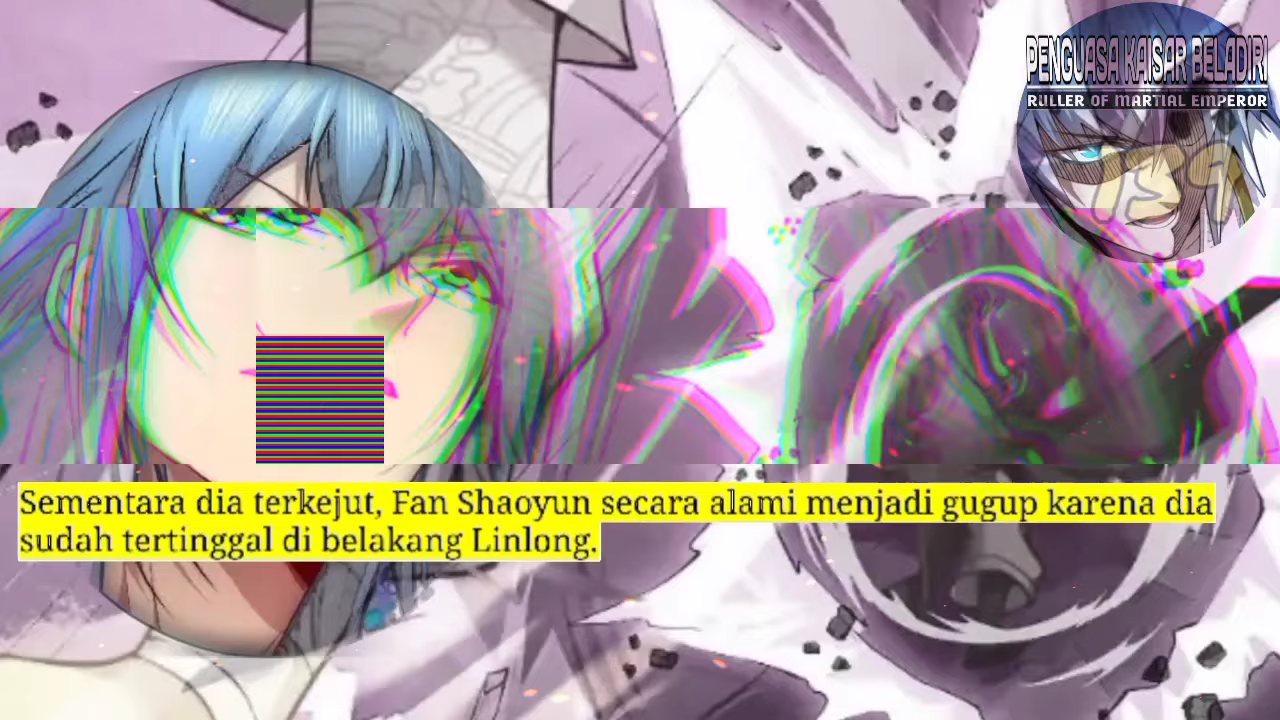 PENGUASA KAISAR BELADIRI
RULLER OF MARTIAL EMPEROR
Sementara dia terkejut, Fan Shaoyun secara alami menjadi gugup karena dia
sudah tertinggal di belakang Linlong.